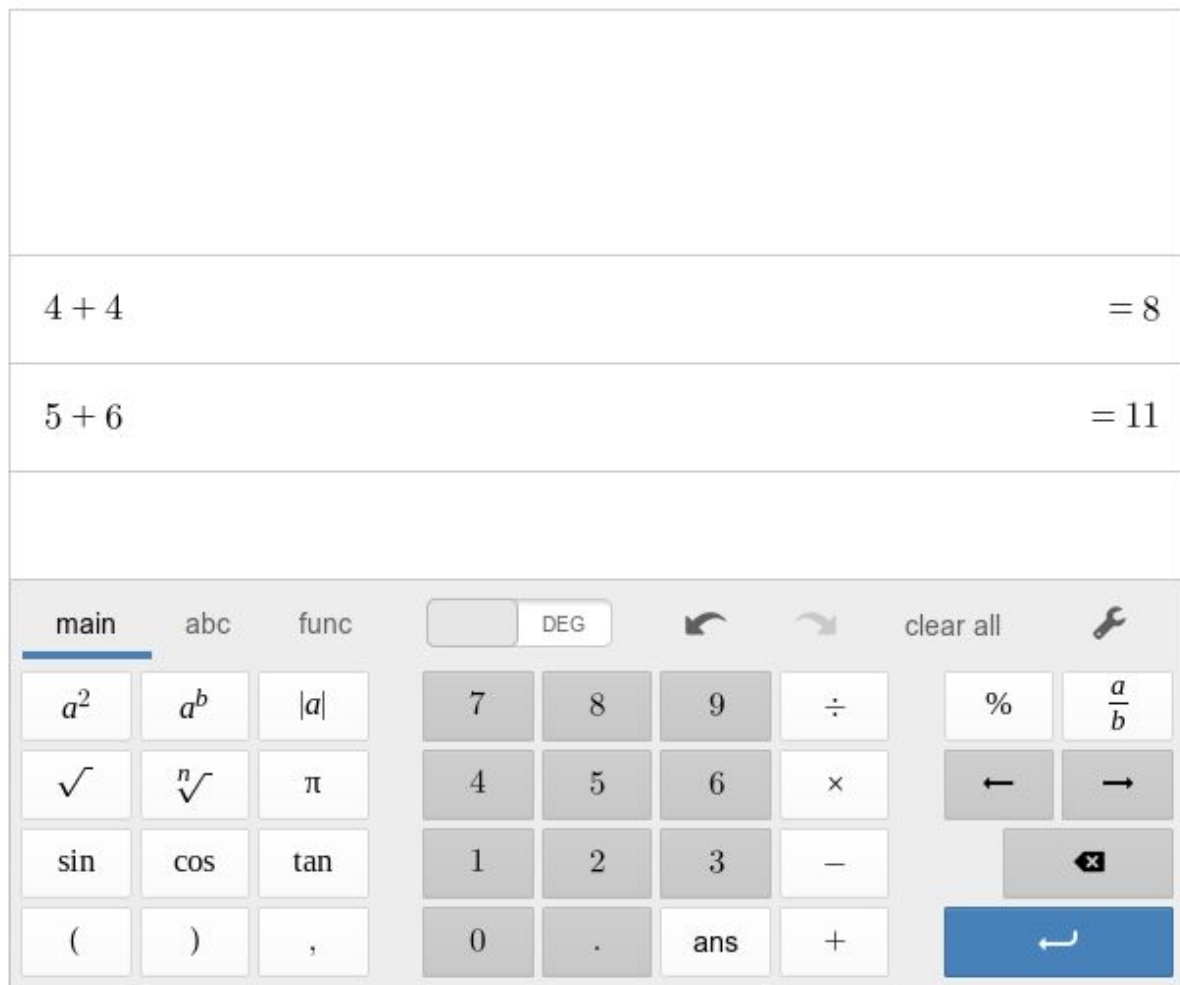 4 + 4 = 8
5 + 6 = 11
main abc func DEG clear all
a² aᵇ |a| 7 8 9 ÷ % a/b
√ ⁿ√ π 4 5 6 × ← →
sin cos tan 1 2 3 −
( ) , 0 . ans +